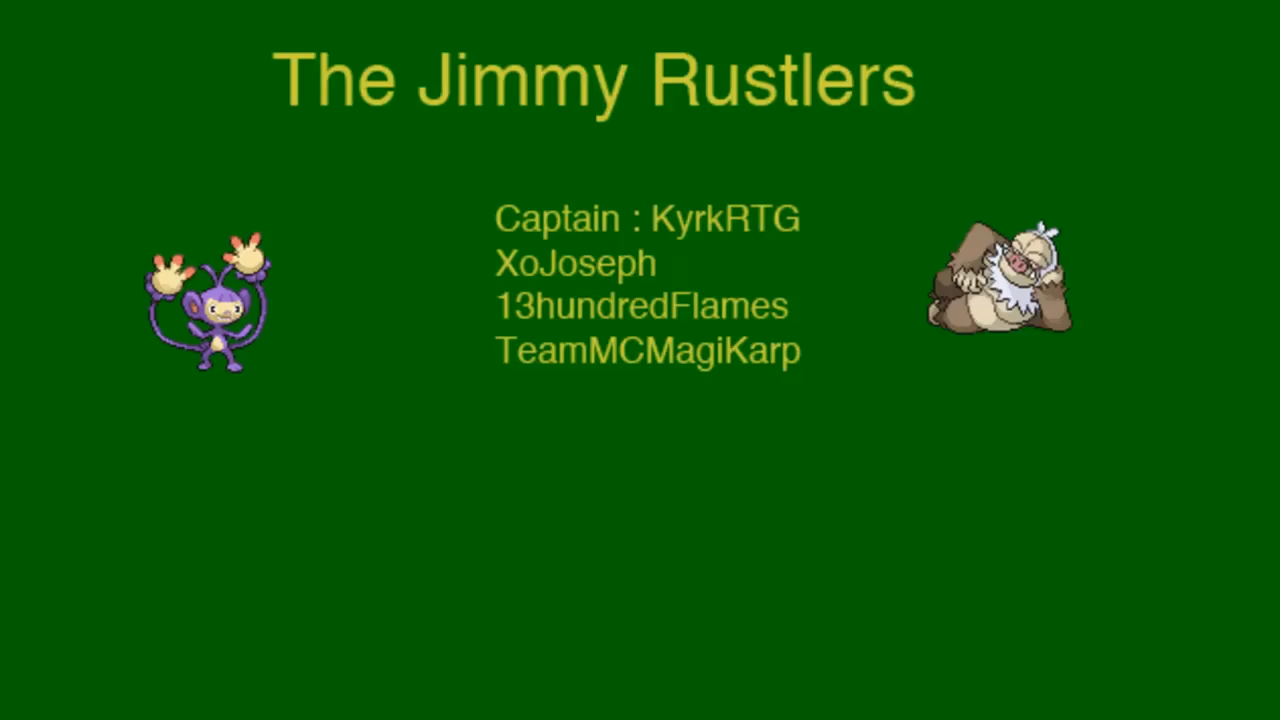 The Jimmy Rustlers
Captain : KyrkRTG
XoJoseph
13hundredFlames
TeamMCMagiKarp